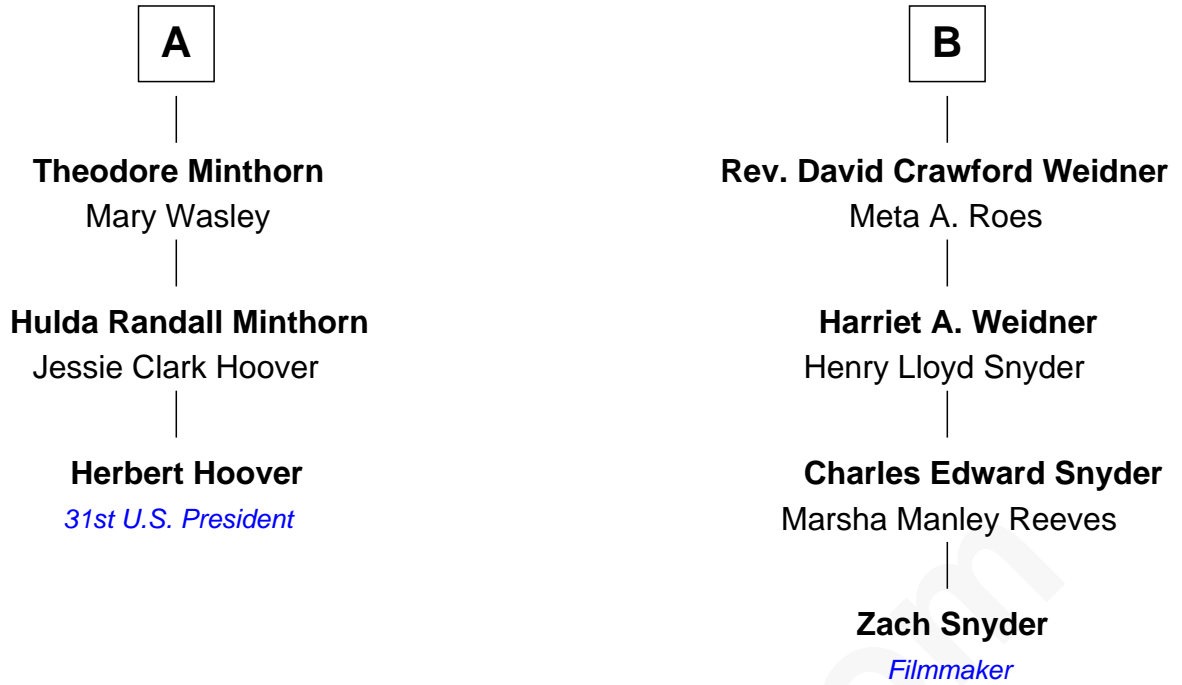 A
Theodore Minthorn
Mary Wasley
Hulda Randall Minthorn
Jessie Clark Hoover
Herbert Hoover
31st U.S. President
B
Rev. David Crawford Weidner
Meta A. Roes
Harriet A. Weidner
Henry Lloyd Snyder
Charles Edward Snyder
Marsha Manley Reeves
Zach Snyder
Filmmaker